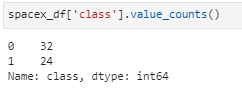 spacex_df['class'].value_counts()
0    32
1    24
Name: class, dtype: int64